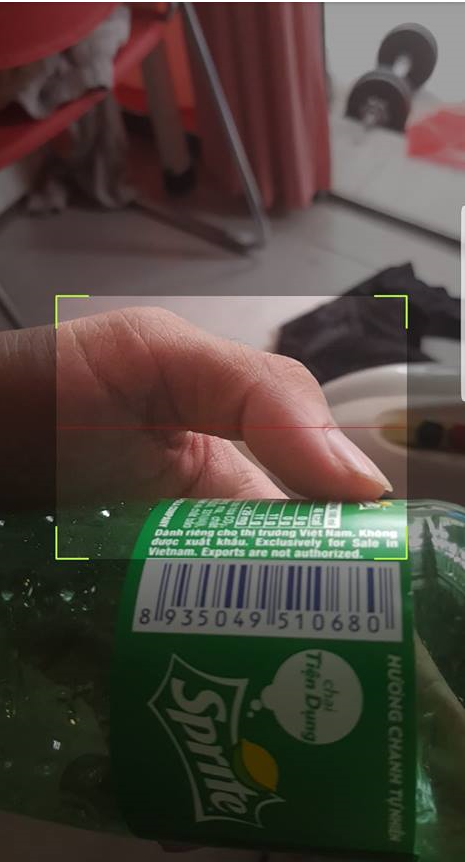 Dành riêng cho thị trường Việt Nam. Không
được xuất khẩu. Exclusively for Sale in
Vietnam. Exports are not authorized.
8 935049 510680
chai
Tiện Dụng
Sprite
HƯƠNG CHANH TỰ NHIÊN